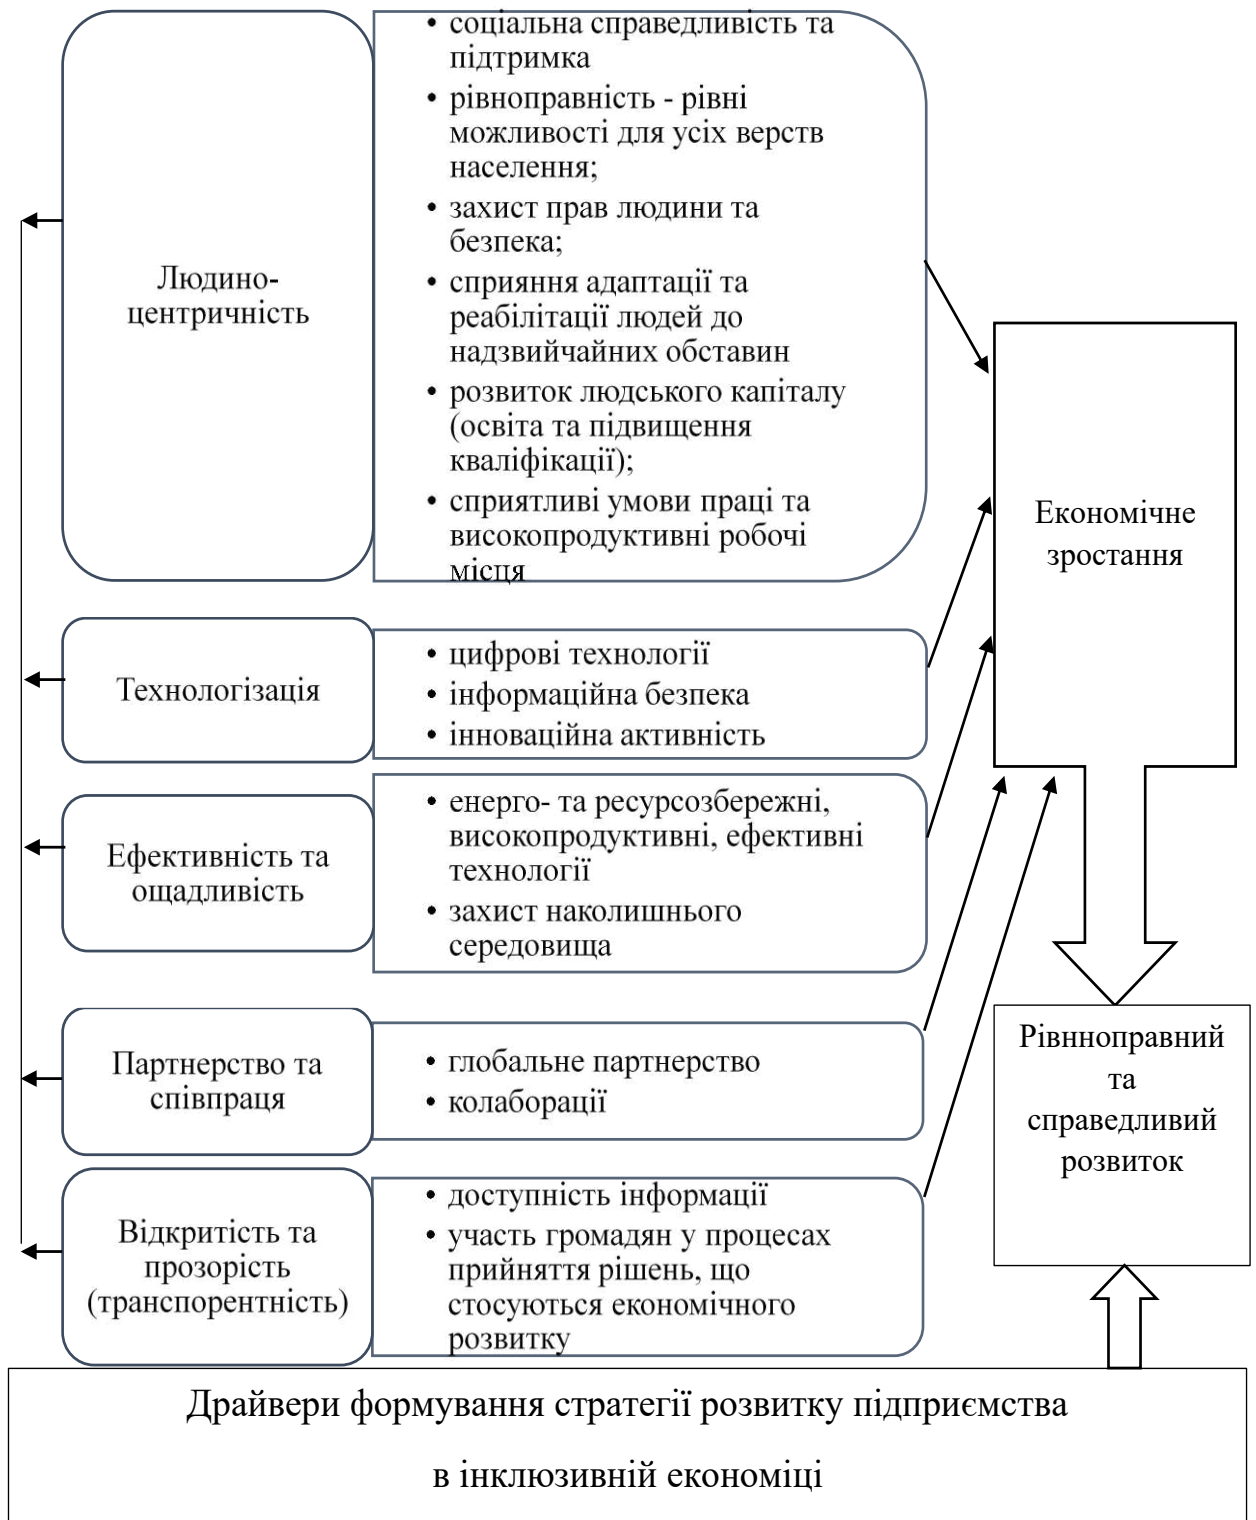 Людино-
центричність
• соціальна справедливість та
підтримка
• рівноправність - рівні
можливості для усіх верств
населення;
• захист прав людини та
безпека;
• сприяння адаптації та
реабілітації людей до
надзвийчайних обставин
• розвиток людського капіталу
(освіта та підвищення
кваліфікації);
• сприятливі умови праці та
високопродуктивні робочі
місця
Технологізація
• цифрові технології
• інформаційна безпека
• інноваційна активність
Ефективність та
ощадливість
• енерго- та ресурсозбережні,
високопродуктивні, ефективні
технології
• захист наколишнього
середовища
Партнерство та
співпраця
• глобальне партнерство
• колаборації
Відкритість та
прозорість
(транспорентність)
• доступність інформації
• участь громадян у процесах
прийняття рішень, що
стосуються економічного
розвитку
Економічне
зростання
Рівнноправний
та
справедливий
розвиток
Драйвери формування стратегії розвитку підприємства
в інклюзивній економіці